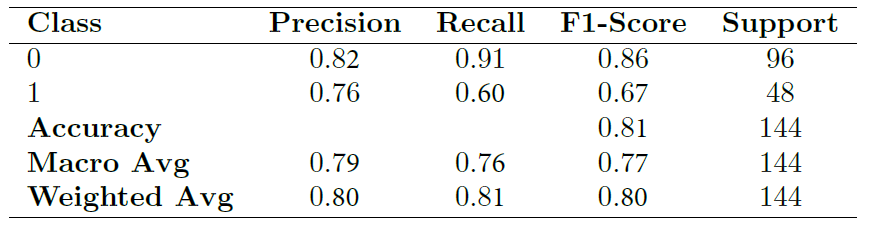 Class Precision Recall F1-Score Support
0 0.82 0.91 0.86 96
1 0.76 0.60 0.67 48
Accuracy 0.81 144
Macro Avg 0.79 0.76 0.77 144
Weighted Avg 0.80 0.81 0.80 144